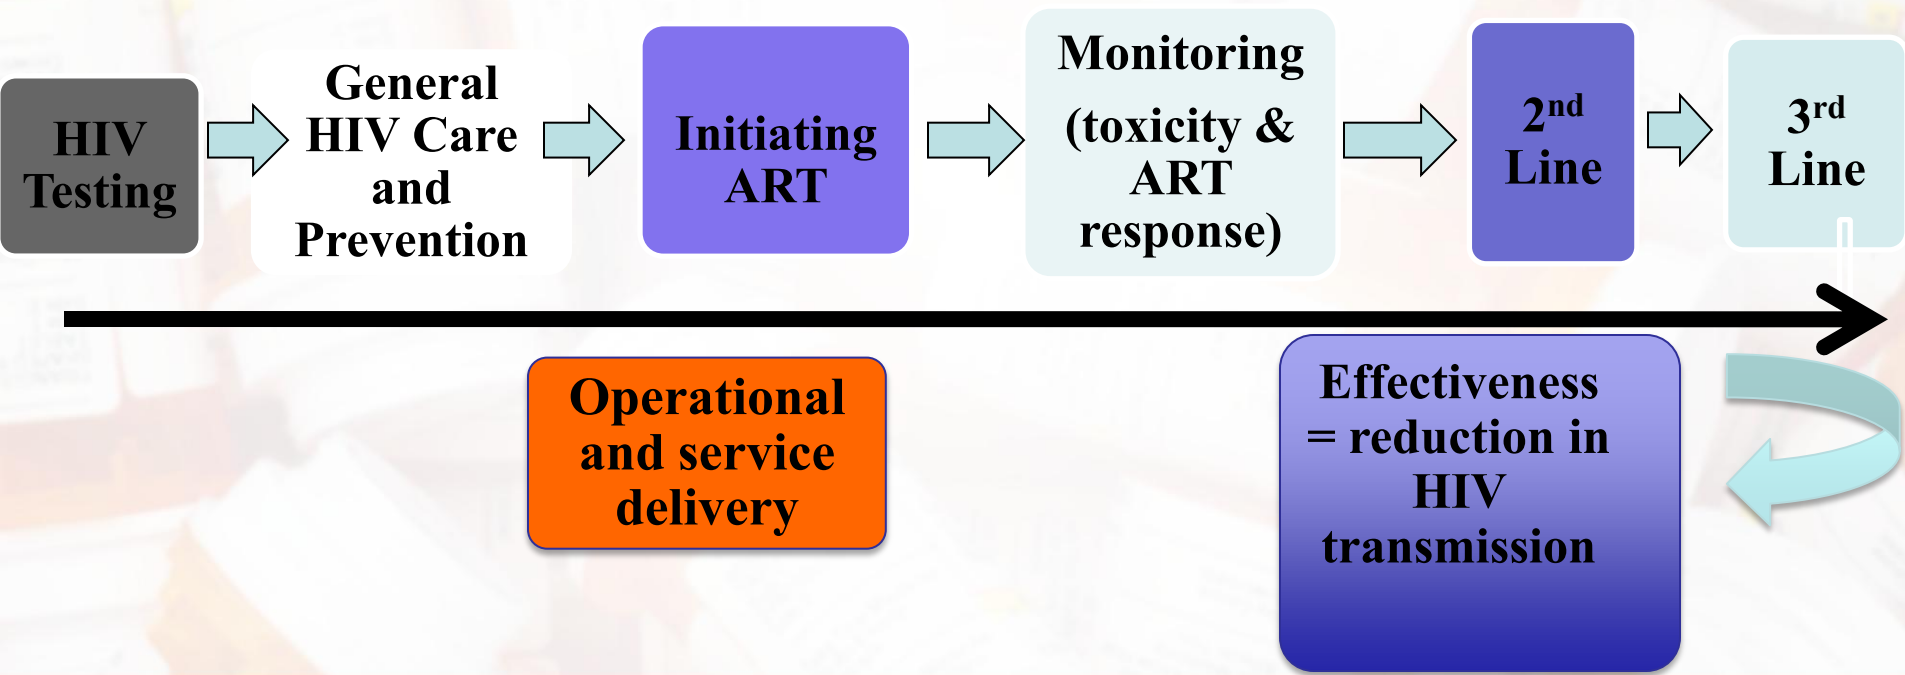 HIV
Testing
General
HIV Care
and
Prevention
Initiating
ART
Monitoring
(toxicity &
ART
response)
2nd
Line
3rd
Line
Operational
and service
delivery
Effectiveness
= reduction in
HIV
transmission